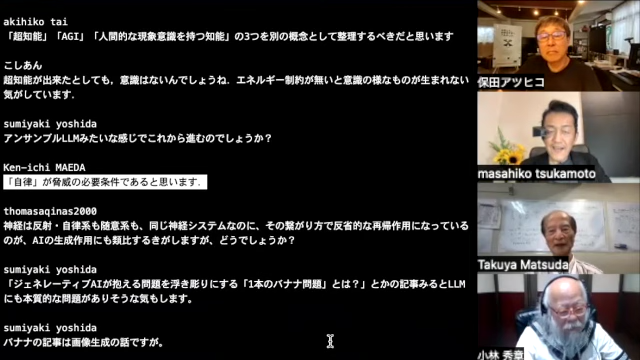 akihiko tai
「超知能」「AGI」「人間的な現象意識を持つ知能」の3つを別の概念として整理するべきだと思います
こしあん
超知能が出来たとしても，意識はないんでしょうね．エネルギー制約が無いと意識の様なものが生まれない
気がしています．
sumiyaki yoshida
アンサンブルLLMみたいな感じでこれから進むのでしょうか？
Ken-ichi MAEDA
「自律」が脅威の必要条件であると思います．
thomasaqinas2000
神経は反射・自律系も随意系も、同じ神経システムなのに、その繋がり方で反省的な再帰作用になっている
のが、AIの生成作用にも類比するきがしますが、どうでしょうか？
sumiyaki yoshida
「ジェネレーティブAIが抱える問題を浮き彫りにする「1本のバナナ問題」とは？」とかの記事みるとLLM
にも本質的な問題がありそうな気もします。
sumiyaki yoshida
バナナの記事は画像生成の話ですが。
保田アツヒコ
masahiko tsukamoto
Takuya Matsuda
小林 秀章